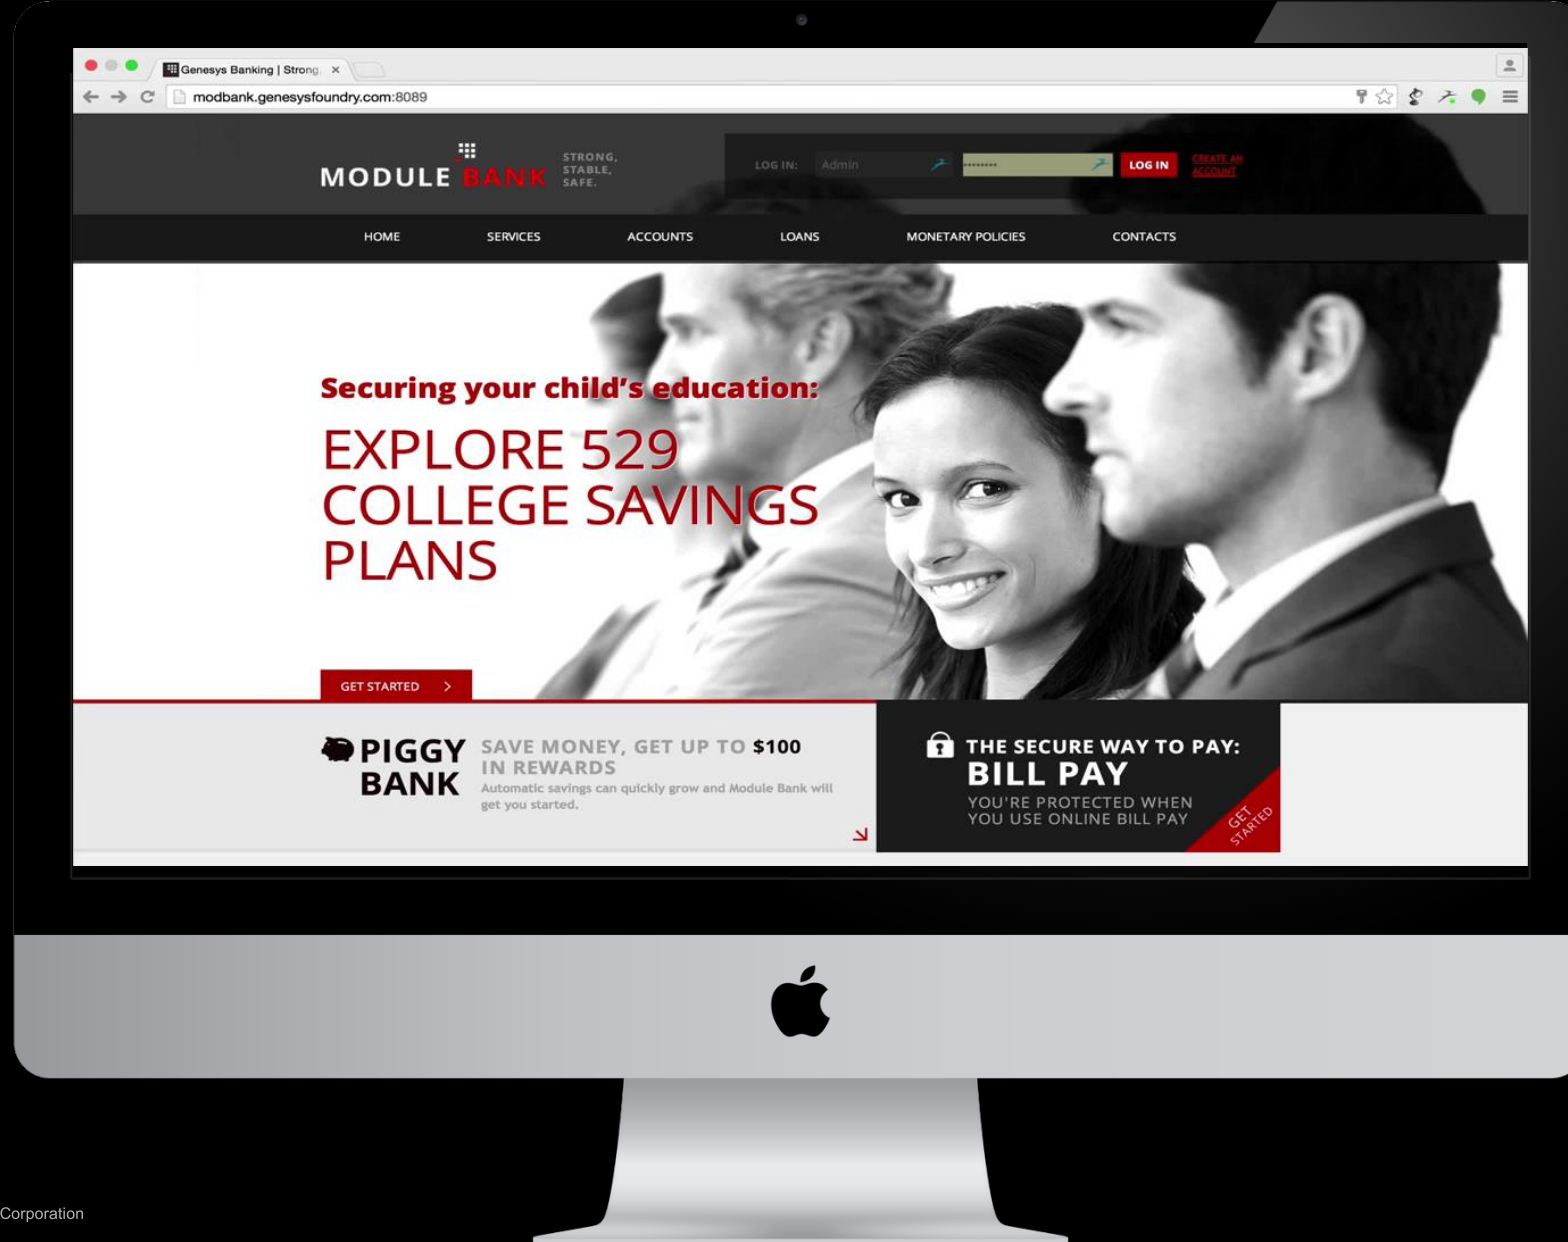 Genesys Banking | Strong,
modbank.genesysfoundry.com:8089
MODULE BANK
STRONG,
STABLE,
SAFE.
LOG IN:
Admin
LOG IN
CREATE AN
ACCOUNT
HOME
SERVICES
ACCOUNTS
LOANS
MONETARY POLICIES
CONTACTS
Securing your child's education:
EXPLORE 529
COLLEGE SAVINGS
PLANS
GET STARTED
PIGGY
BANK
SAVE MONEY, GET UP TO $100
IN REWARDS
Automatic savings can quickly grow and Module Bank will
get you started.
THE SECURE WAY TO PAY:
BILL PAY
YOU'RE PROTECTED WHEN
YOU USE ONLINE BILL PAY
GET
STARTED
Corporation